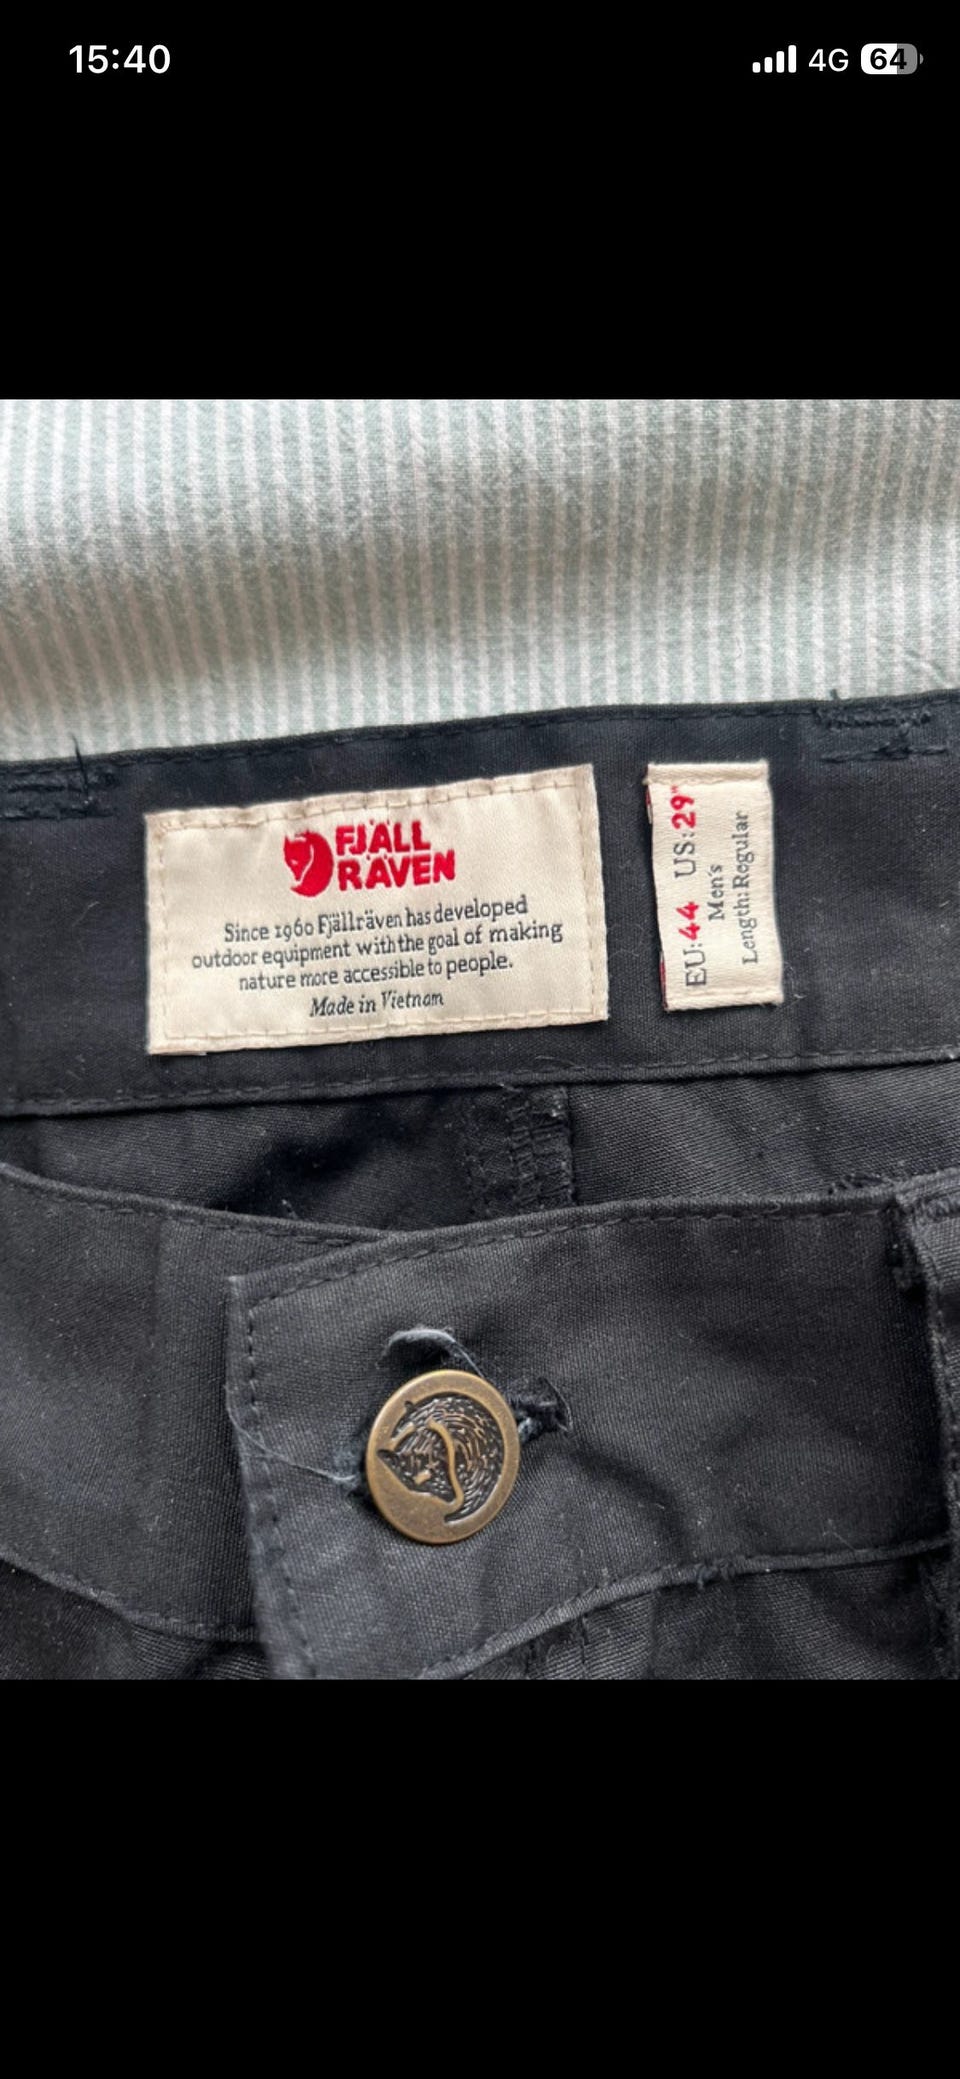 15:40
4G 64
FJÄLL
RÄVEN
Since 1960 Fjällräven has developed
outdoor equipment with the goal of making
nature more accessible to people.
Made in Vietnam
EU:44 US:29"
Men's
Length: Regular